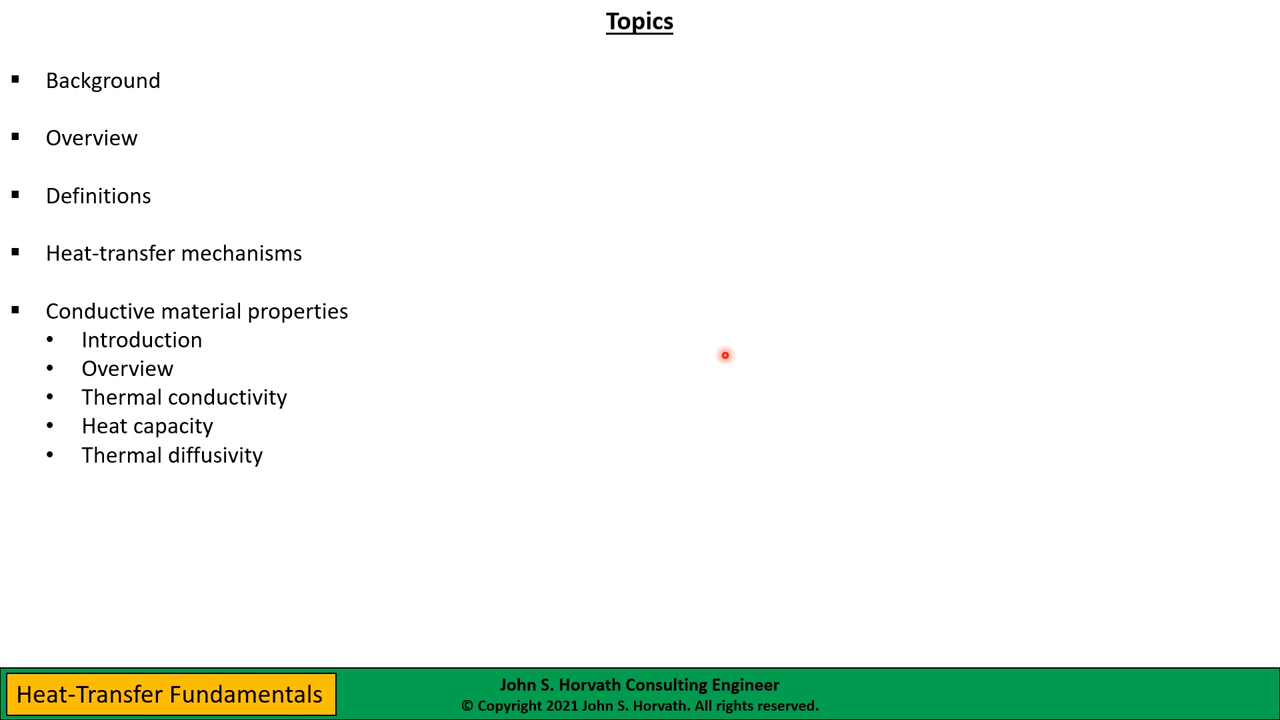 Topics
▪ Background
▪ Overview
▪ Definitions
▪ Heat-transfer mechanisms
▪ Conductive material properties
• Introduction
• Overview
• Thermal conductivity
• Heat capacity
• Thermal diffusivity
Heat-Transfer Fundamentals
John S. Horvath Consulting Engineer
© Copyright 2021 John S. Horvath. All rights reserved.